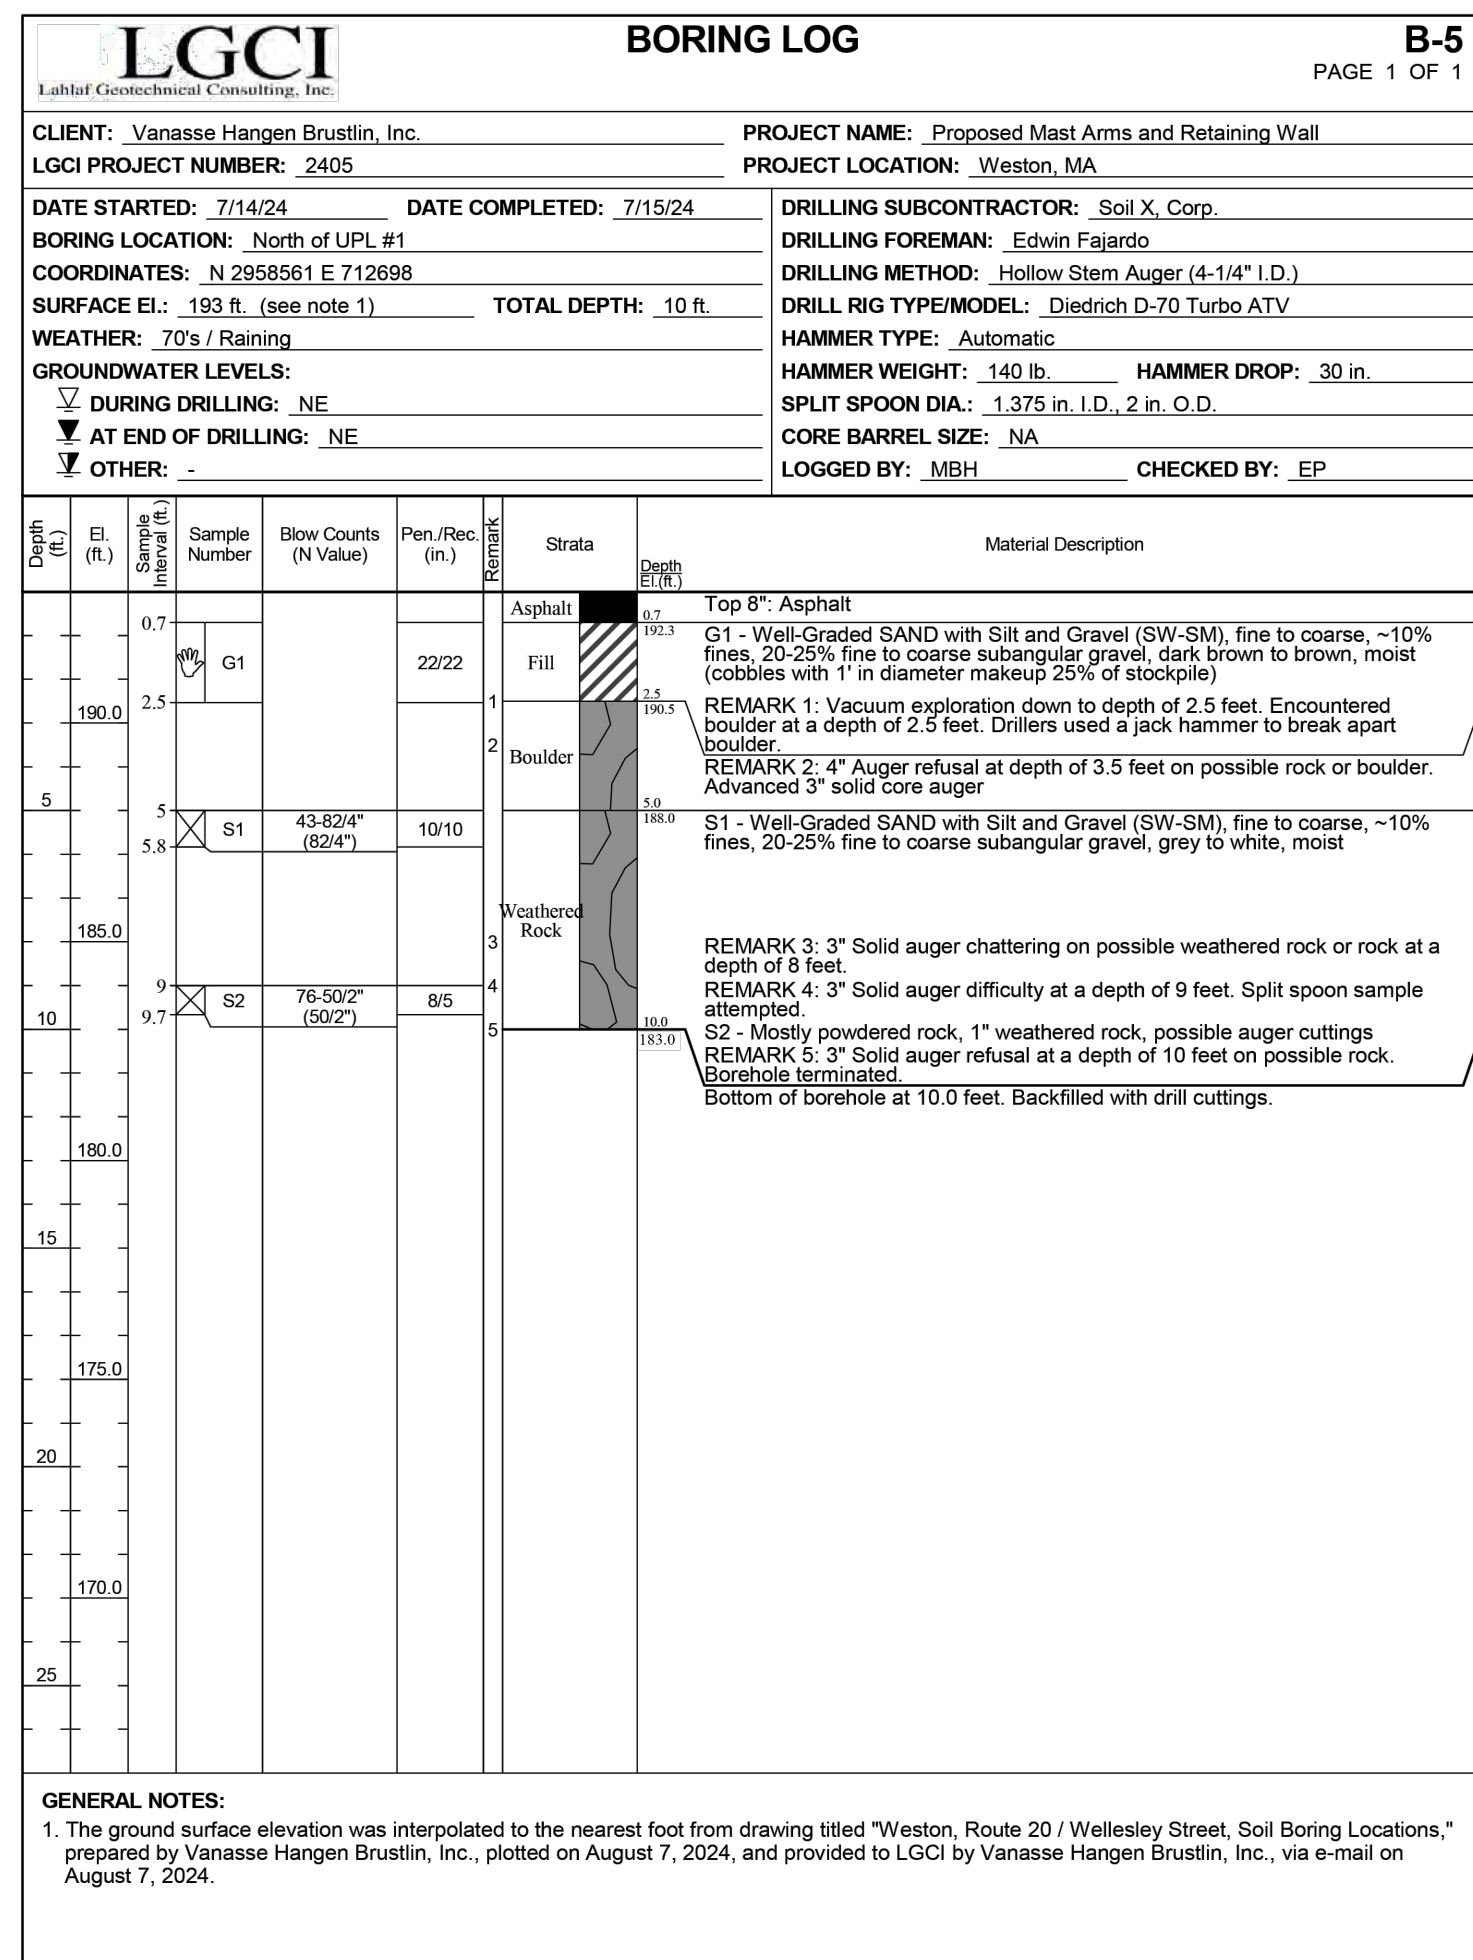 LGCI
Lahlaf Geotechnical Consulting, Inc.
BORING LOG
B-5
PAGE 1 OF 1
CLIENT: Vanasse Hangen Brustlin, Inc.
PROJECT NAME: Proposed Mast Arms and Retaining Wall
LGCI PROJECT NUMBER: 2405
PROJECT LOCATION: Weston, MA
DATE STARTED: 7/14/24 DATE COMPLETED: 7/15/24
BORING LOCATION: North of UPL #1
COORDINATES: N 2958561 E 712698
SURFACE El.: 193 ft. (see note 1) TOTAL DEPTH: 10 ft.
WEATHER: 70's / Raining
GROUNDWATER LEVELS:
DURING DRILLING: NE
AT END OF DRILLING: NE
OTHER: -
DRILLING SUBCONTRACTOR: Soil X, Corp.
DRILLING FOREMAN: Edwin Fajardo
DRILLING METHOD: Hollow Stem Auger (4-1/4" I.D.)
DRILL RIG TYPE/MODEL: Diedrich D-70 Turbo ATV
HAMMER TYPE: Automatic
HAMMER WEIGHT: 140 lb. HAMMER DROP: 30 in.
SPLIT SPOON DIA.: 1.375 in. I.D., 2 in. O.D.
CORE BARREL SIZE: NA
LOGGED BY: MBH CHECKED BY: EP
Depth
(ft.)
El.
(ft.)
Sample
Interval (ft.)
Sample
Number
Blow Counts
(N Value)
Pen./Rec.
(in.)
Remark
Strata
Depth
El.(ft.)
Material Description
Asphalt
0.7
192.3
Top 8": Asphalt
0.7
G1
22/22
Fill
2.5
2.5
190.5
G1 - Well-Graded SAND with Silt and Gravel (SW-SM), fine to coarse, ~10%
fines, 20-25% fine to coarse subangular gravel, dark brown to brown, moist
(cobbles with 1' in diameter makeup 25% of stockpile)
190.0
1
REMARK 1: Vacuum exploration down to depth of 2.5 feet. Encountered
boulder at a depth of 2.5 feet. Drillers used a jack hammer to break apart
boulder.
2
Boulder
REMARK 2: 4" Auger refusal at depth of 3.5 feet on possible rock or boulder.
Advanced 3" solid core auger
5
5
5.8
S1
43-82/4"
(82/4")
10/10
5.0
188.0
S1 - Well-Graded SAND with Silt and Gravel (SW-SM), fine to coarse, ~10%
fines, 20-25% fine to coarse subangular gravel, grey to white, moist
Weathered
Rock
185.0
3
REMARK 3: 3" Solid auger chattering on possible weathered rock or rock at a
depth of 8 feet.
9
9.7
S2
76-50/2"
(50/2")
8/5
4
REMARK 4: 3" Solid auger difficulty at a depth of 9 feet. Split spoon sample
attempted.
10
5
10.0
183.0
S2 - Mostly powdered rock, 1" weathered rock, possible auger cuttings
REMARK 5: 3" Solid auger refusal at a depth of 10 feet on possible rock.
Borehole terminated.
Bottom of borehole at 10.0 feet. Backfilled with drill cuttings.
180.0
15
175.0
20
170.0
25
GENERAL NOTES:
1. The ground surface elevation was interpolated to the nearest foot from drawing titled "Weston, Route 20 / Wellesley Street, Soil Boring Locations,"
prepared by Vanasse Hangen Brustlin, Inc., plotted on August 7, 2024, and provided to LGCI by Vanasse Hangen Brustlin, Inc., via e-mail on
August 7, 2024.